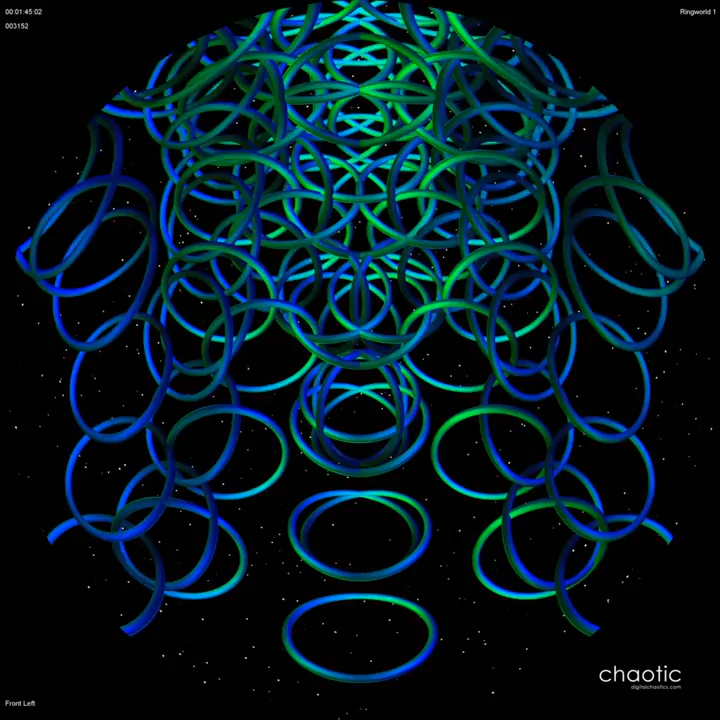 00:01:45:02
Ringworld 1
003152
chaotic
digitalchaotics.com
Front Left